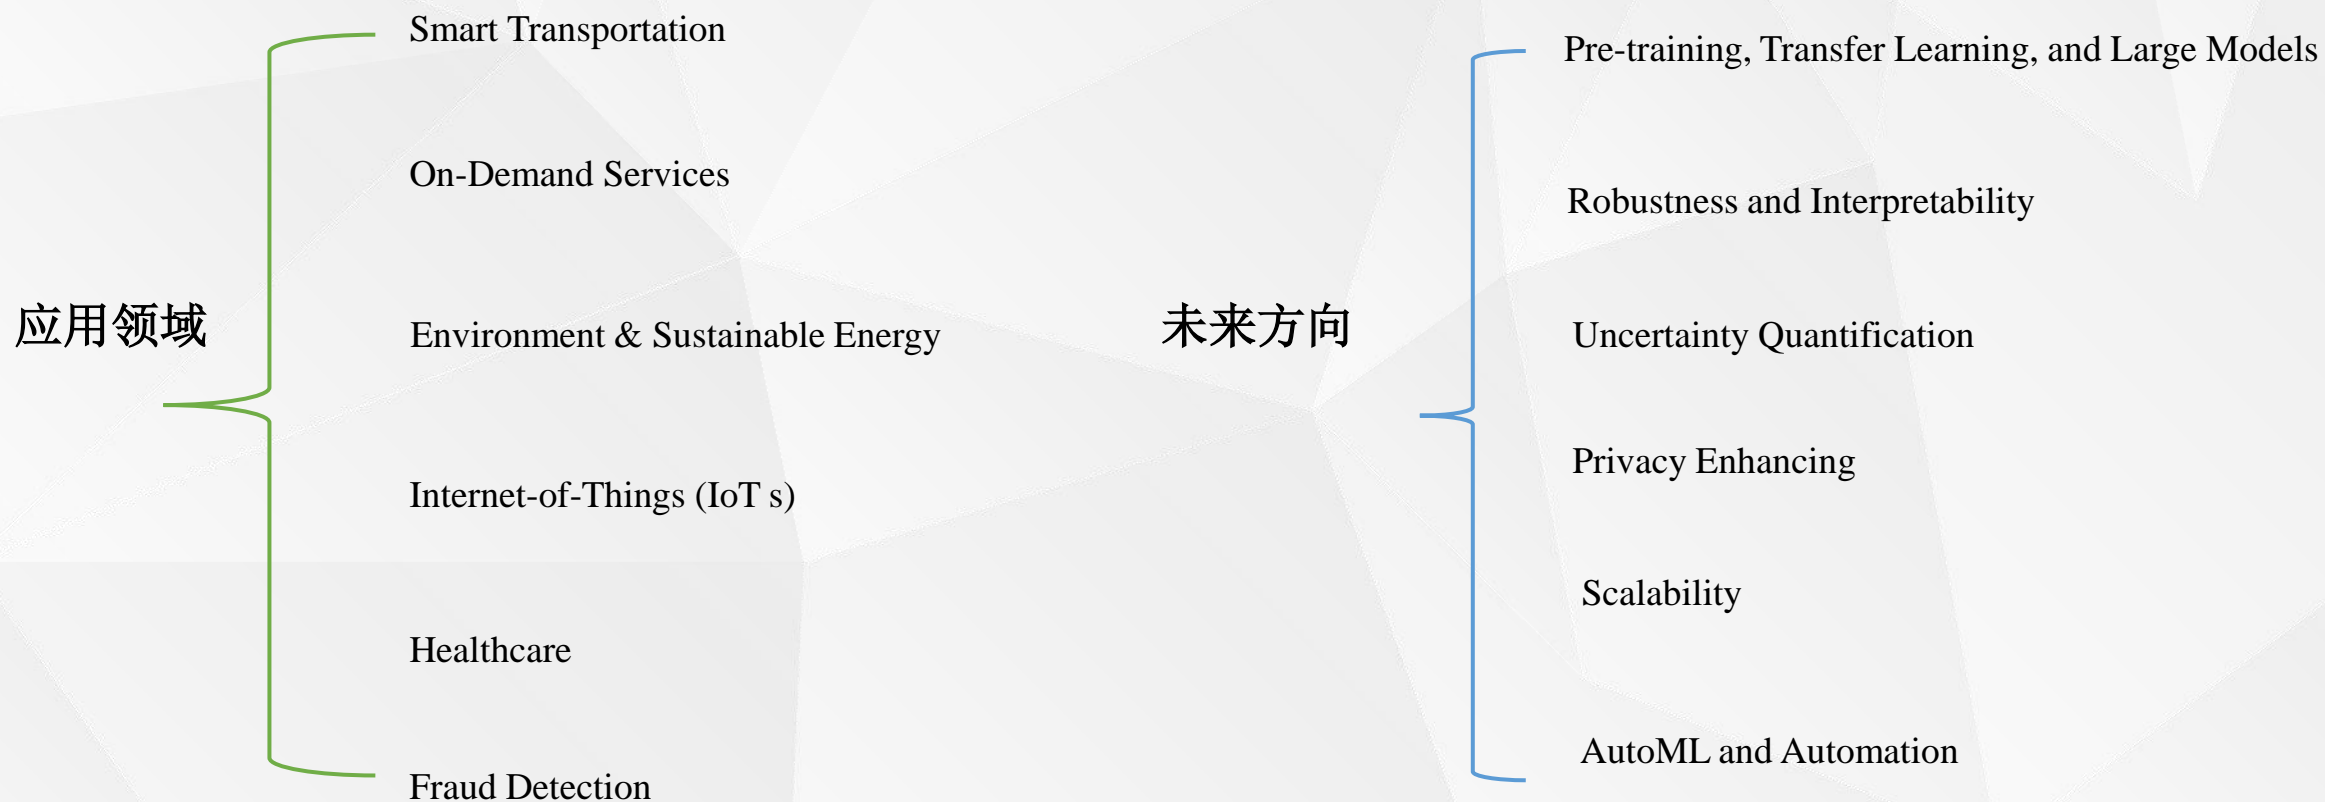 应用领域
Smart Transportation
On-Demand Services
Environment & Sustainable Energy
Internet-of-Things (IoT s)
Healthcare
Fraud Detection
未来方向
Pre-training, Transfer Learning, and Large Models
Robustness and Interpretability
Uncertainty Quantification
Privacy Enhancing
Scalability
AutoML and Automation